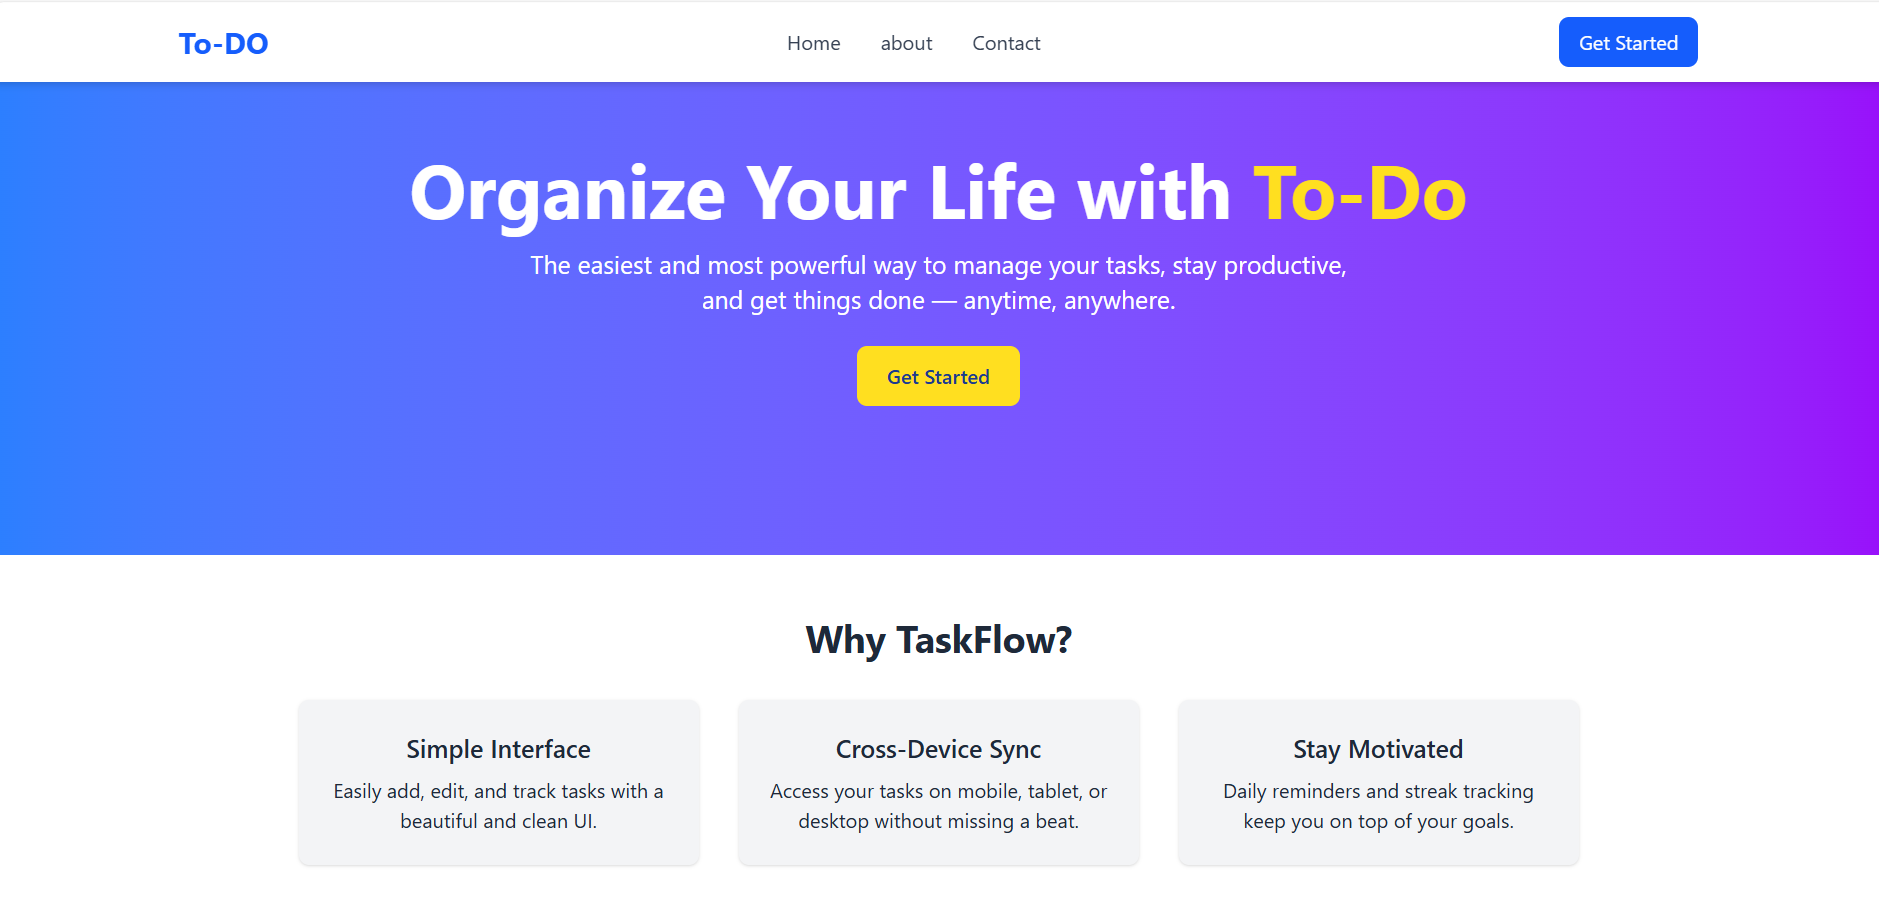 To-DO
Home about Contact
Get Started
Organize Your Life with To-Do
The easiest and most powerful way to manage your tasks, stay productive,
and get things done — anytime, anywhere.
Get Started
Why TaskFlow?
Simple Interface
Easily add, edit, and track tasks with a
beautiful and clean UI.
Cross-Device Sync
Access your tasks on mobile, tablet, or
desktop without missing a beat.
Stay Motivated
Daily reminders and streak tracking
keep you on top of your goals.